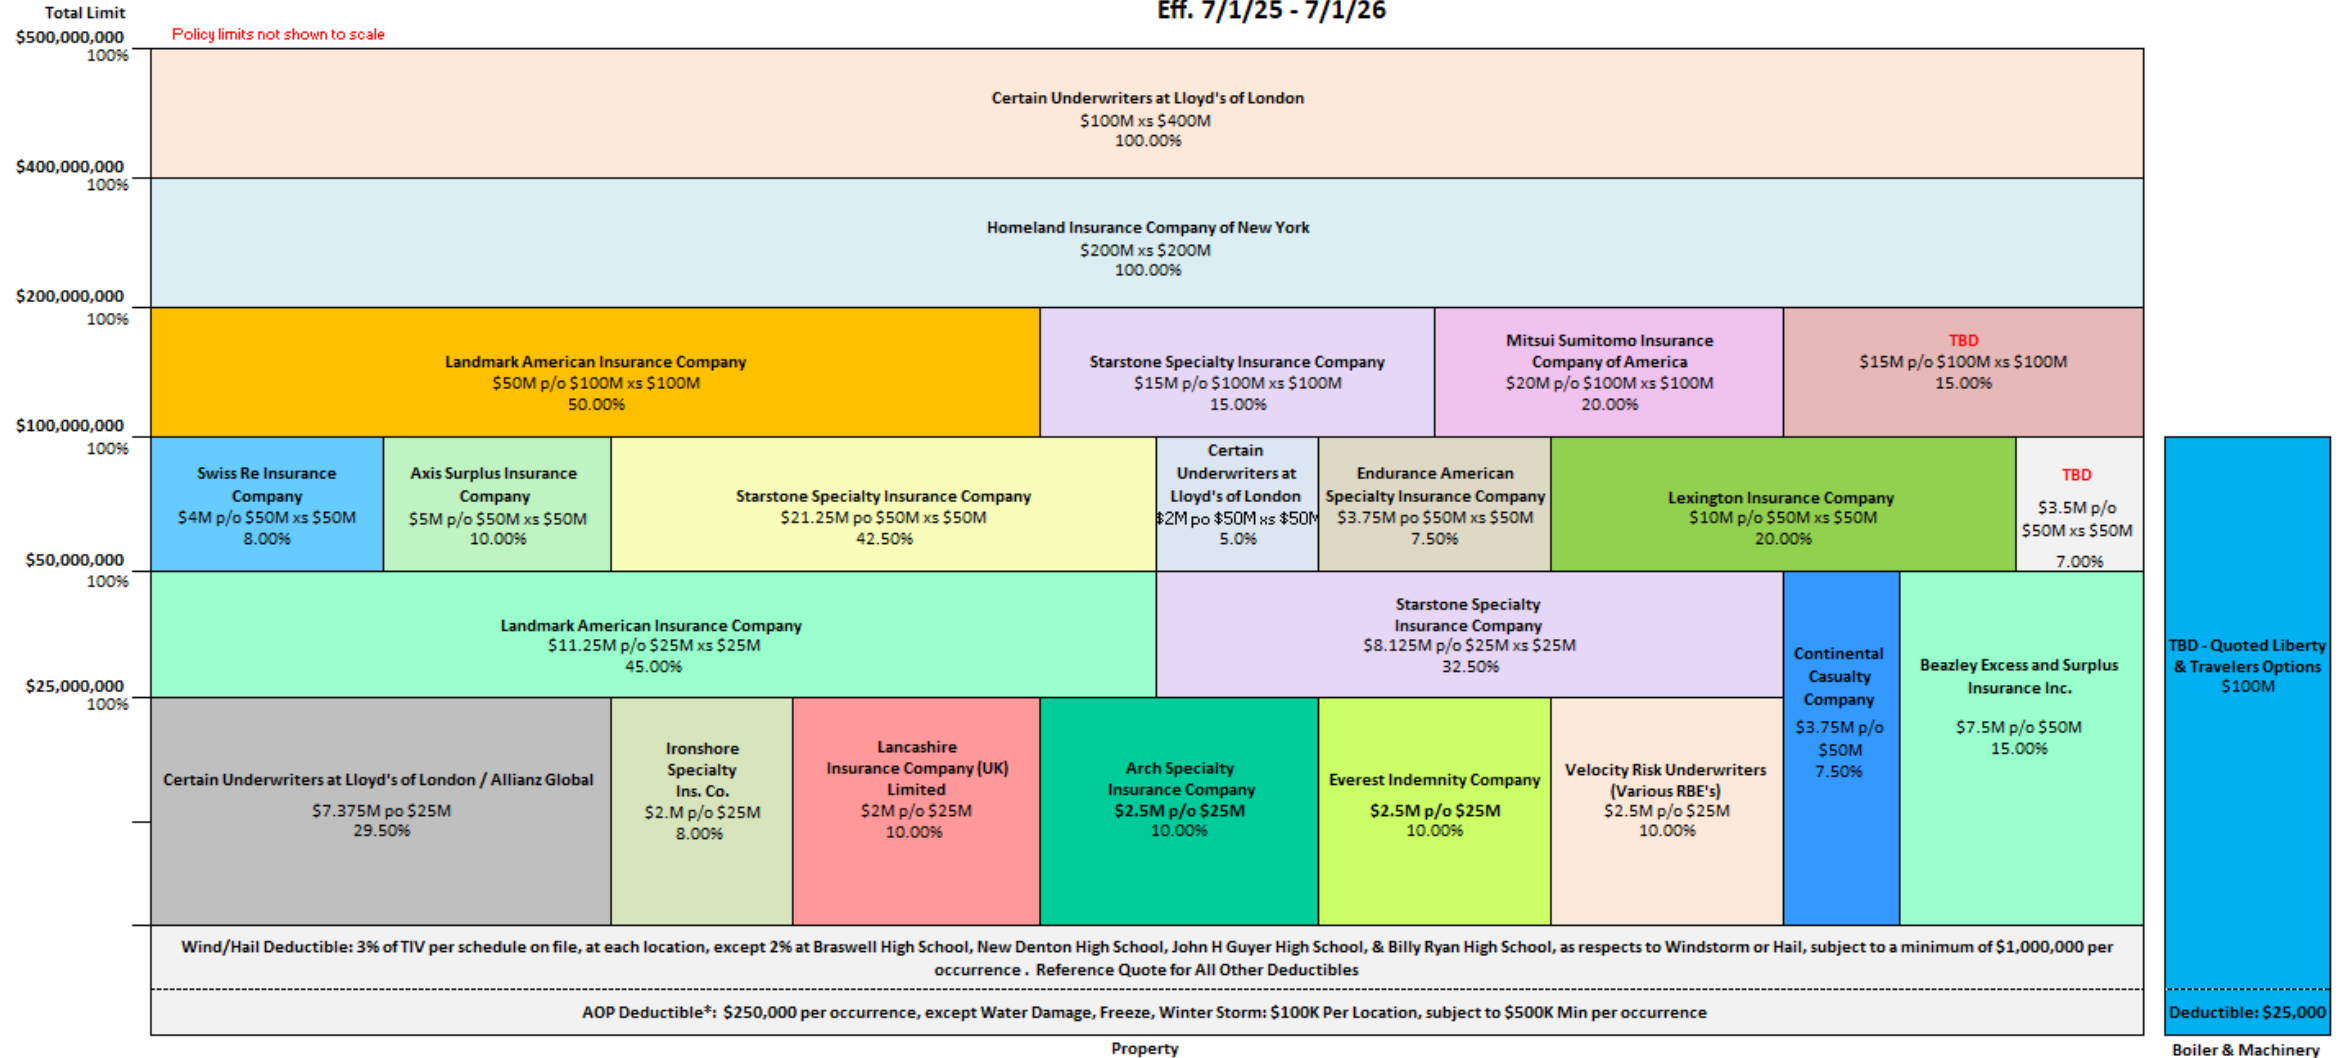 Eff. 7/1/25 - 7/1/26
Total Limit
$500,000,000
Policy limits not shown to scale
100%
Certain Underwriters at Lloyd's of London
$100M xs $400M
100.00%
$400,000,000
100%
Homeland Insurance Company of New York
$200M xs $200M
100.00%
$200,000,000
100%
Landmark American Insurance Company
$50M p/o $100M xs $100M
50.00%
Starstone Specialty Insurance Company
$15M p/o $100M xs $100M
15.00%
Mitsui Sumitomo Insurance
Company of America
$20M p/o $100M xs $100M
20.00%
TBD
$15M p/o $100M xs $100M
15.00%
$100,000,000
100%
Swiss Re Insurance
Company
$4M p/o $50M xs $50M
8.00%
Axis Surplus Insurance
Company
$5M p/o $50M xs $50M
10.00%
Starstone Specialty Insurance Company
$21.25M po $50M xs $50M
42.50%
Certain
Underwriters at
Lloyd's of London
$2M po $50M xs $50M
5.0%
Endurance American
Specialty Insurance Company
$3.75M po $50M xs $50M
7.50%
Lexington Insurance Company
$10M p/o $50M xs $50M
20.00%
TBD
$3.5M p/o
$50M xs $50M
7.00%
$50,000,000
100%
Landmark American Insurance Company
$11.25M p/o $25M xs $25M
45.00%
Starstone Specialty
Insurance Company
$8.125M p/o $25M xs $25M
32.50%
Continental
Casualty
Company
$3.75M p/o
$50M
7.50%
Beazley Excess and Surplus
Insurance Inc.
$7.5M p/o $50M
15.00%
TBD - Quoted Liberty
& Travelers Options
$100M
$25,000,000
100%
Certain Underwriters at Lloyd's of London / Allianz Global
$7.375M po $25M
29.50%
Ironshore
Specialty
Ins. Co.
$2.M p/o $25M
8.00%
Lancashire
Insurance Company (UK)
Limited
$2M p/o $25M
10.00%
Arch Specialty
Insurance Company
$2.5M p/o $25M
10.00%
Everest Indemnity Company
$2.5M p/o $25M
10.00%
Velocity Risk Underwriters
(Various RBE's)
$2.5M p/o $25M
10.00%
Wind/Hail Deductible: 3% of TIV per schedule on file, at each location, except 2% at Braswell High School, New Denton High School, John H Guyer High School, & Billy Ryan High School, as respects to Windstorm or Hail, subject to a minimum of $1,000,000 per
occurrence . Reference Quote for All Other Deductibles
AOP Deductible*: $250,000 per occurrence, except Water Damage, Freeze, Winter Storm: $100K Per Location, subject to $500K Min per occurrence
Deductible: $25,000
Property
Boiler & Machinery